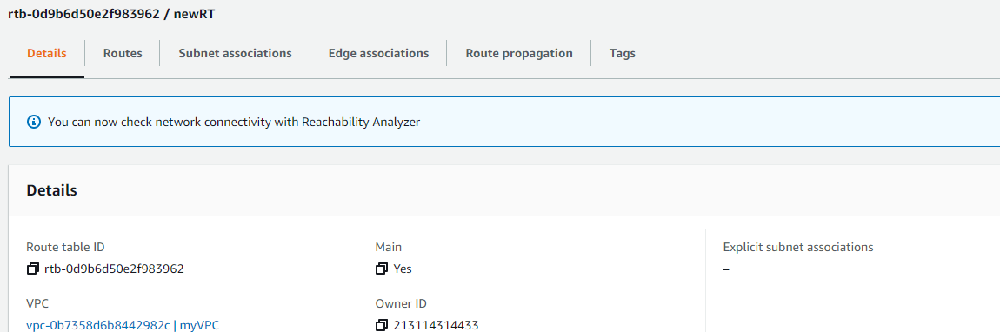 rtb-0d9b6d50e2f983962 / newRT
Details Routes Subnet associations Edge associations Route propagation Tags
You can now check network connectivity with Reachability Analyzer
Details
Route table ID Main Explicit subnet associations
rtb-0d9b6d50e2f983962 Yes –
VPC Owner ID
vpc-0b7358d6b8442982c | myVPC 213114314433